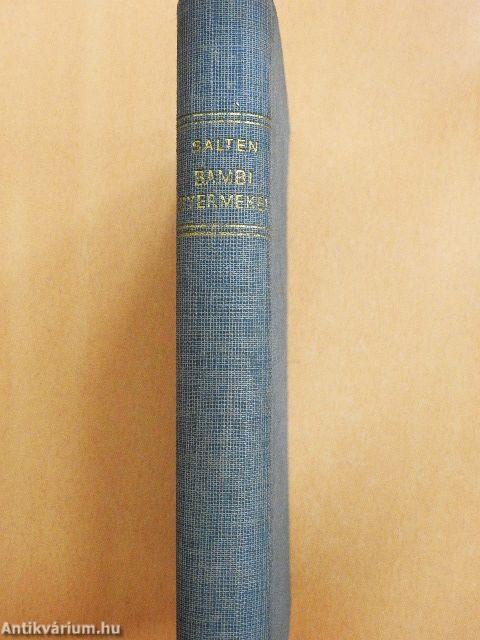 SALTEN
BAMBI
GYERMEKEI
Antikvárium.hu